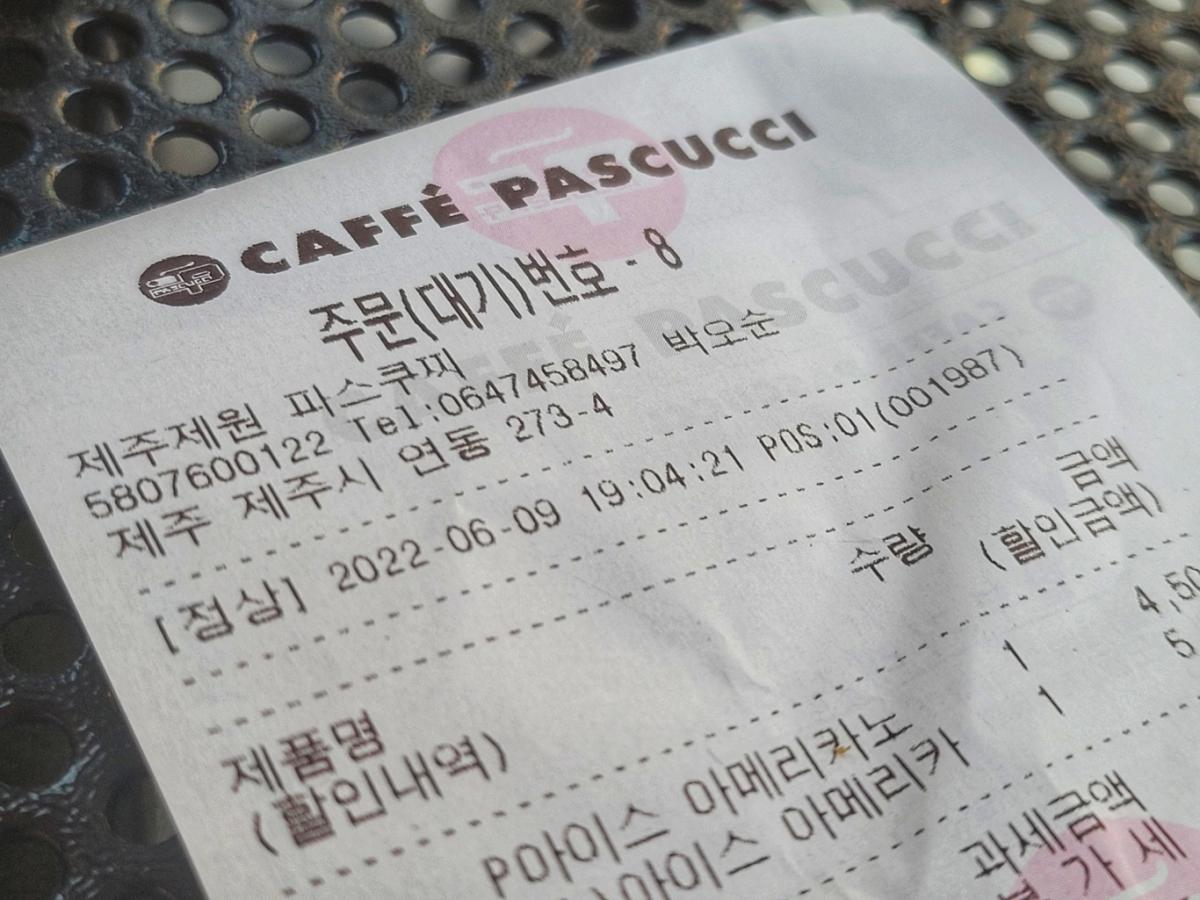 CAFFÈ PASCUCCI
주문(대기)번호 - 8
제주제원 파스쿠찌
5807600122 Tel:0647458497 박오순
제주 제주시 연동 273-4
[정상] 2022-06-09 19:04:21 POS:01(001987)
제품명 수량 금액
(할인내역) (할인금액)
P아이스 아메리카노 1 4,50
)아이스 아메리카 1 5
과세금액
부 가 세